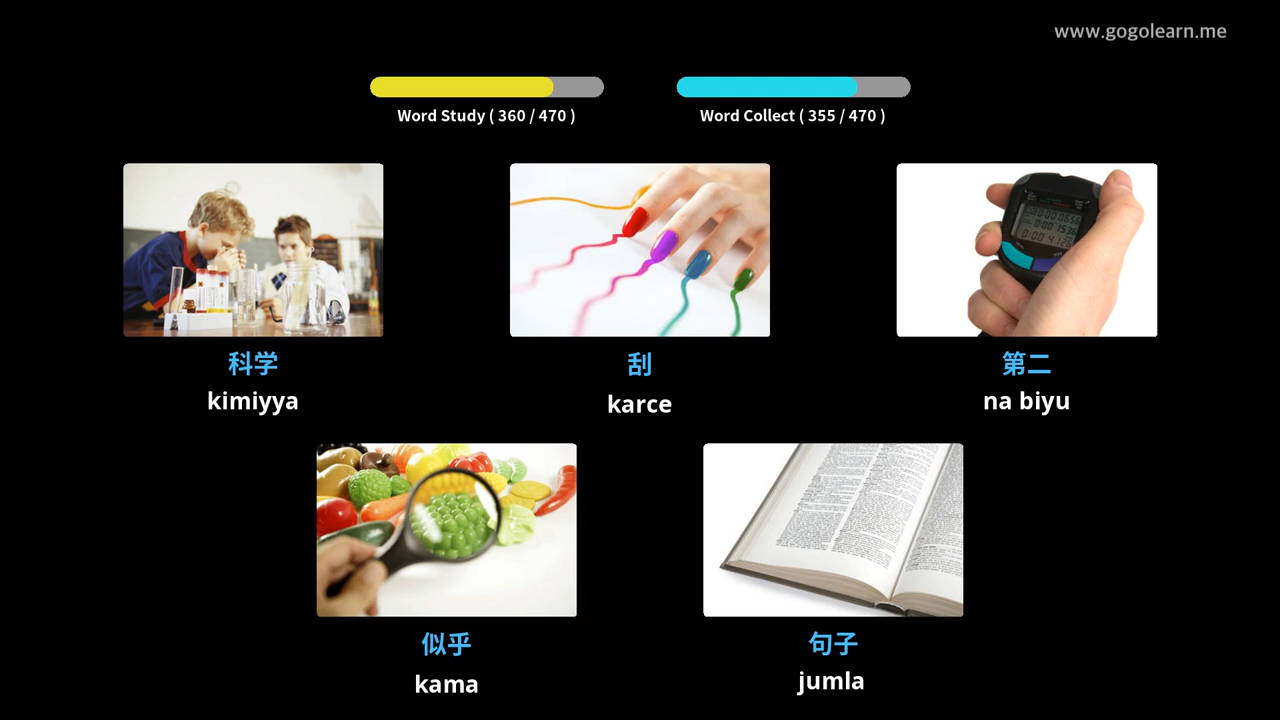 www.gogolearn.me
Word Study ( 360 / 470 )
Word Collect ( 355 / 470 )
科学
kimiyya
刮
karce
第二
na biyu
似乎
kama
句子
jumla